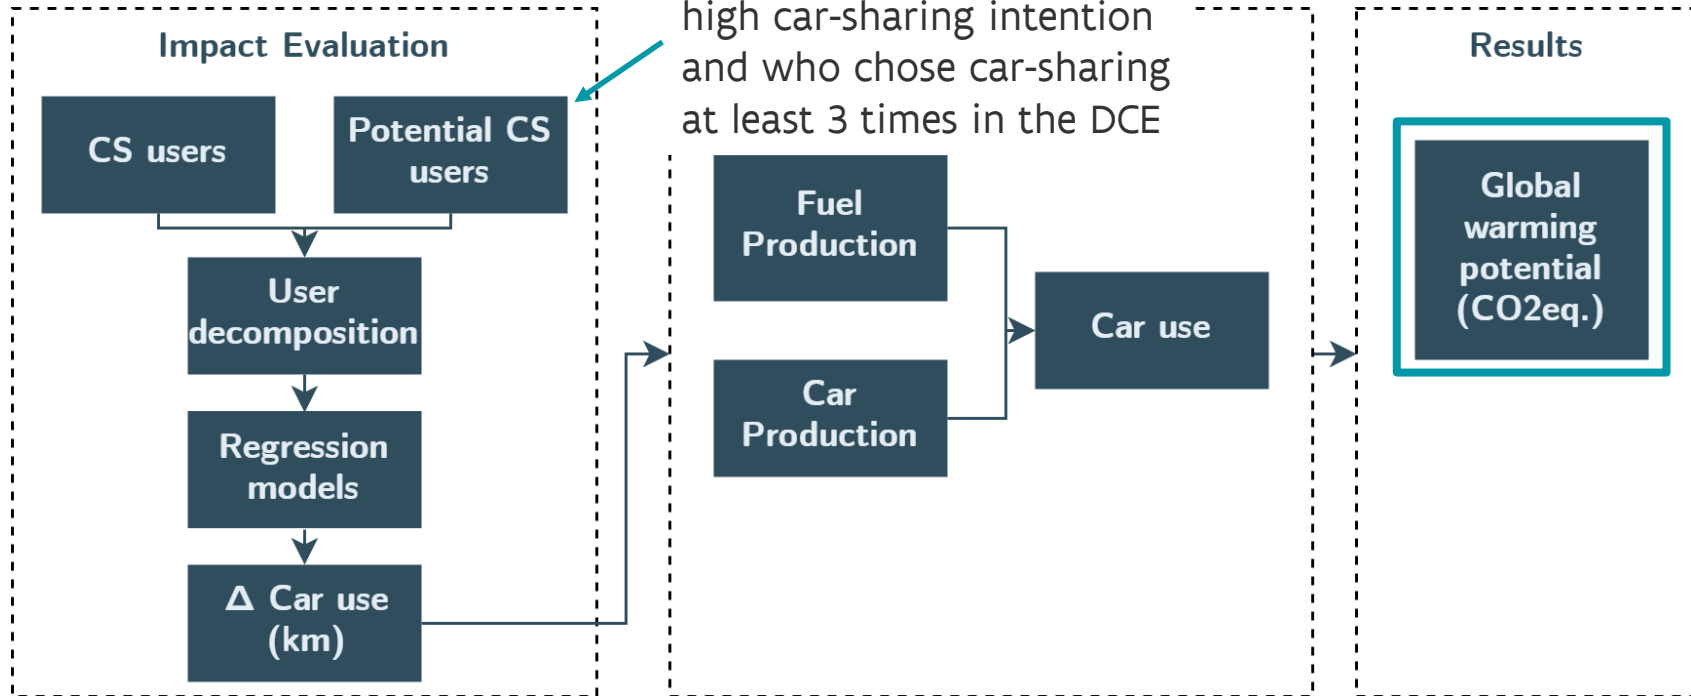 Impact Evaluation
CS users
Potential CS
users
User
decomposition
Regression
models
Δ Car use
(km)
high car-sharing intention
and who chose car-sharing
at least 3 times in the DCE
Fuel
Production
Car
Production
Car use
Results
Global
warming
potential
(CO2eq.)